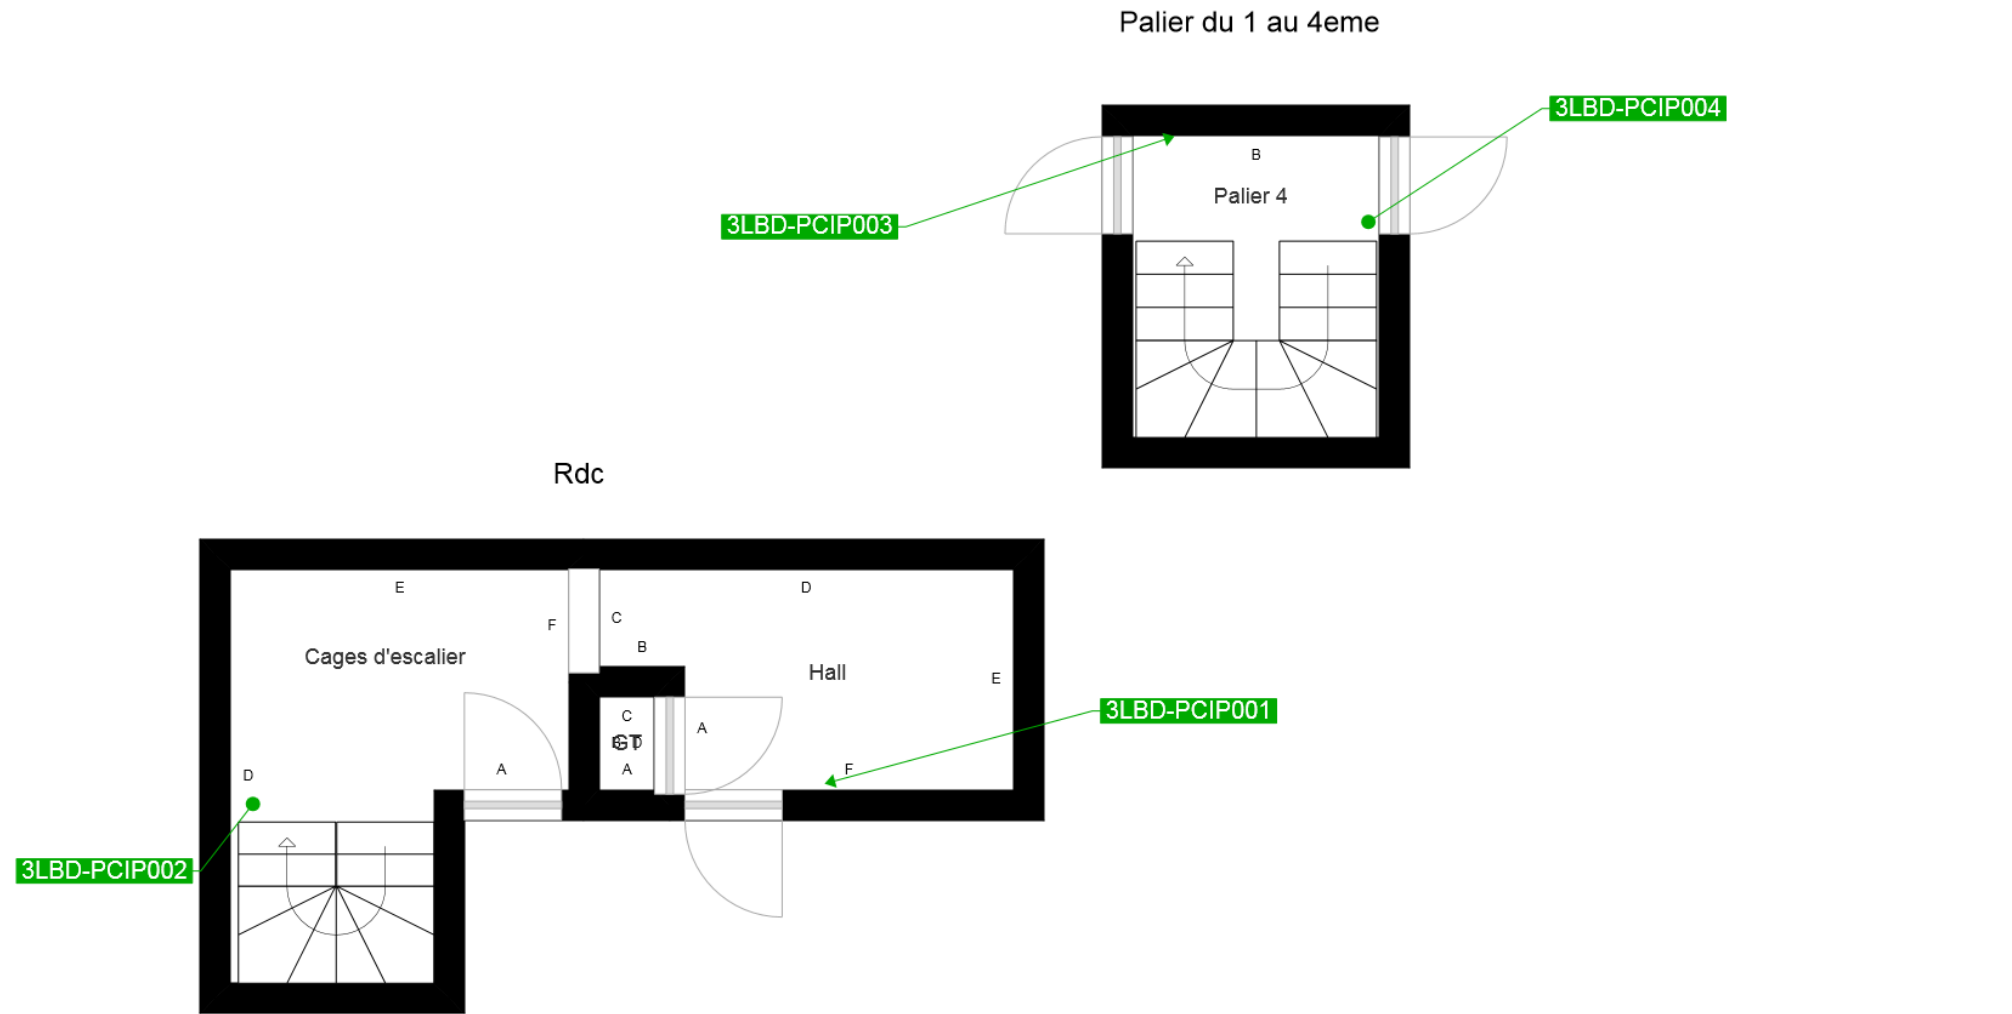 Palier du 1 au 4eme
3LBD-PCIP004
B
Palier 4
3LBD-PCIP003
Rdc
E
D
F
C
B
Cages d'escalier
Hall
E
3LBD-PCIP001
C
A
B
GT
D
D
A
A
F
3LBD-PCIP002